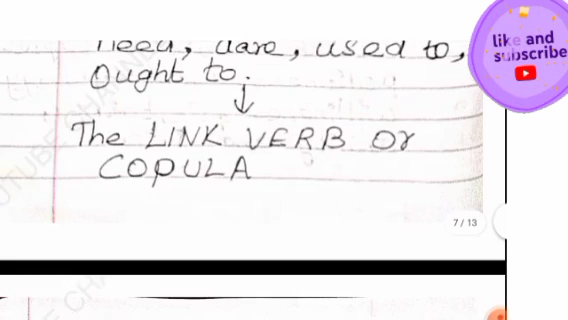 need, dare, used to,
Ought to.
↓
The LINK VERB Or
COPULA
like and
subscribe
7 / 13